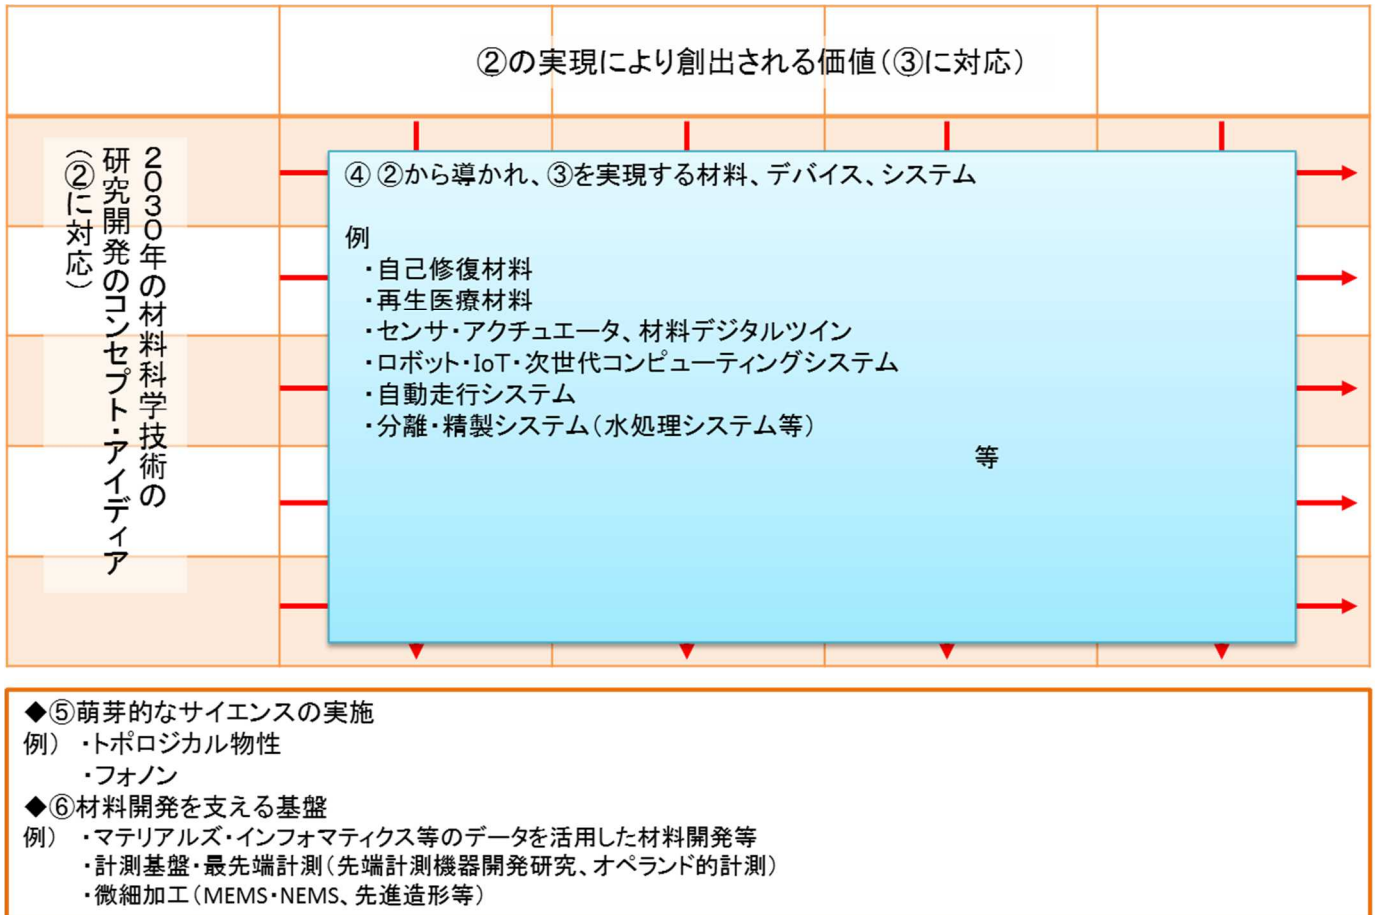 ②の実現により創出される価値（③に対応）
２０３０年の材料科学技術の
研究開発のコンセプト・アイディア
（②に対応）
④ ②から導かれ、③を実現する材料、デバイス、システム
例
・自己修復材料
・再生医療材料
・センサ・アクチュエータ、材料デジタルツイン
・ロボット・IoT・次世代コンピューティングシステム
・自動走行システム
・分離・精製システム（水処理システム等）
等
◆⑤萌芽的なサイエンスの実施
例） ・トポロジカル物性
・フォノン
◆⑥材料開発を支える基盤
例） ・マテリアルズ・インフォマティクス等のデータを活用した材料開発等
・計測基盤・最先端計測（先端計測機器開発研究、オペランド的計測）
・微細加工（MEMS・NEMS、先進造形等）